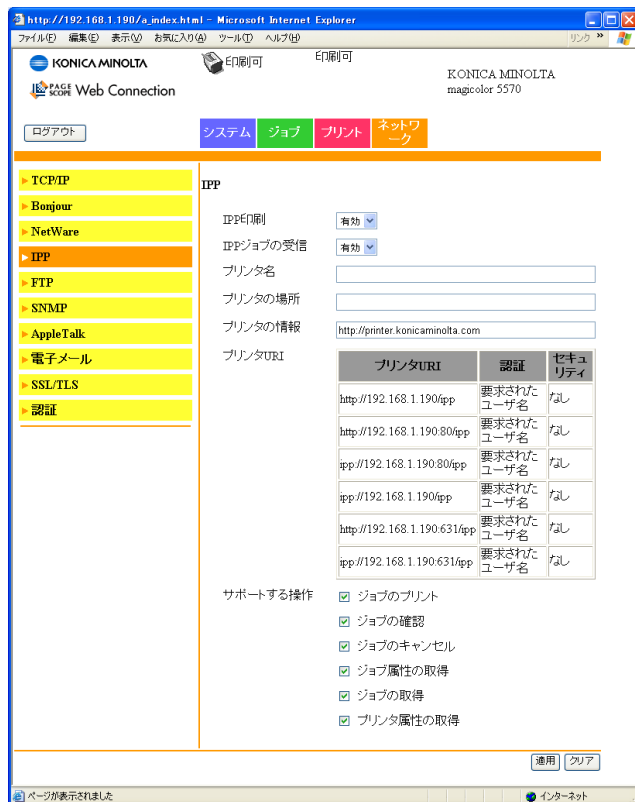 http://192.168.1.190/a_index.html - Microsoft Internet Explorer
ファイル(F) 編集(E) 表示(V) お気に入り(A) ツール(T) ヘルプ(H) リンク »
KONICA MINOLTA
印刷可
印刷可
KONICA MINOLTA
magicolor 5570
PAGE SCOPE Web Connection
ログアウト
システム
ジョブ
プリント
ネットワ
ーク
TCP/IP
Bonjour
NetWare
IPP
FTP
SNMP
AppleTalk
電子メール
SSL/TLS
認証
IPP
IPP印刷 有効
IPPジョブの受信 有効
プリンタ名
プリンタの場所
プリンタの情報 http://printer.konicaminolta.com
プリンタURI
プリンタURI 認証 セキュ
リティ
http://192.168.1.190/ipp 要求された
ユーザ名 なし
http://192.168.1.190:80/ipp 要求された
ユーザ名 なし
ipp://192.168.1.190:80/ipp 要求された
ユーザ名 なし
ipp://192.168.1.190/ipp 要求された
ユーザ名 なし
http://192.168.1.190:631/ipp 要求された
ユーザ名 なし
ipp://192.168.1.190:631/ipp 要求された
ユーザ名 なし
サポートする操作 ジョブのプリント
ジョブの確認
ジョブのキャンセル
ジョブ属性の取得
ジョブの取得
プリンタ属性の取得
適用 クリア
ページが表示されました インターネット